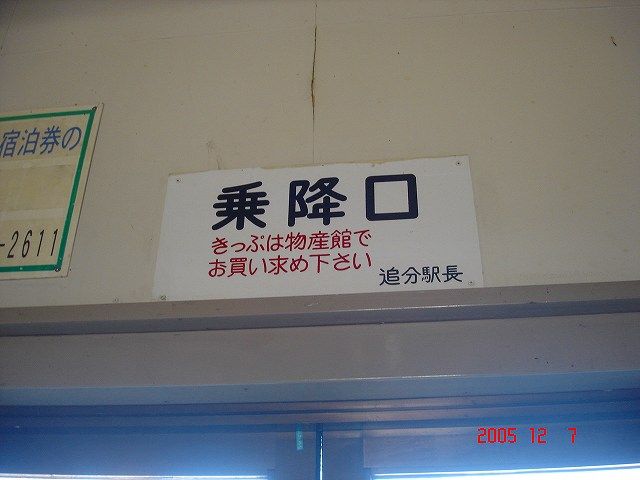 宿泊券の
-2611
乗降口
きっぷは物産館で
お買い求め下さい
追分駅長
2005 12 7